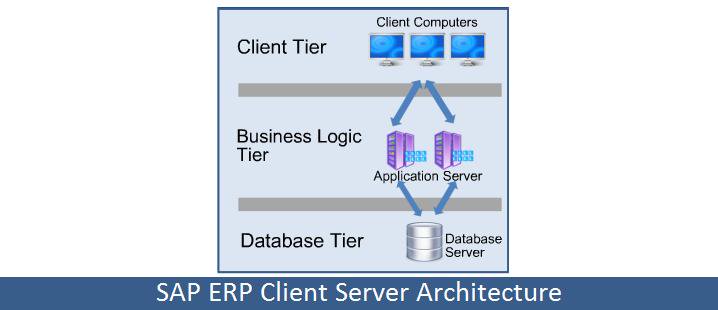 Client Computers
Client Tier
Business Logic
Tier
Application Server
Database Tier
Database
Server
SAP ERP Client Server Architecture